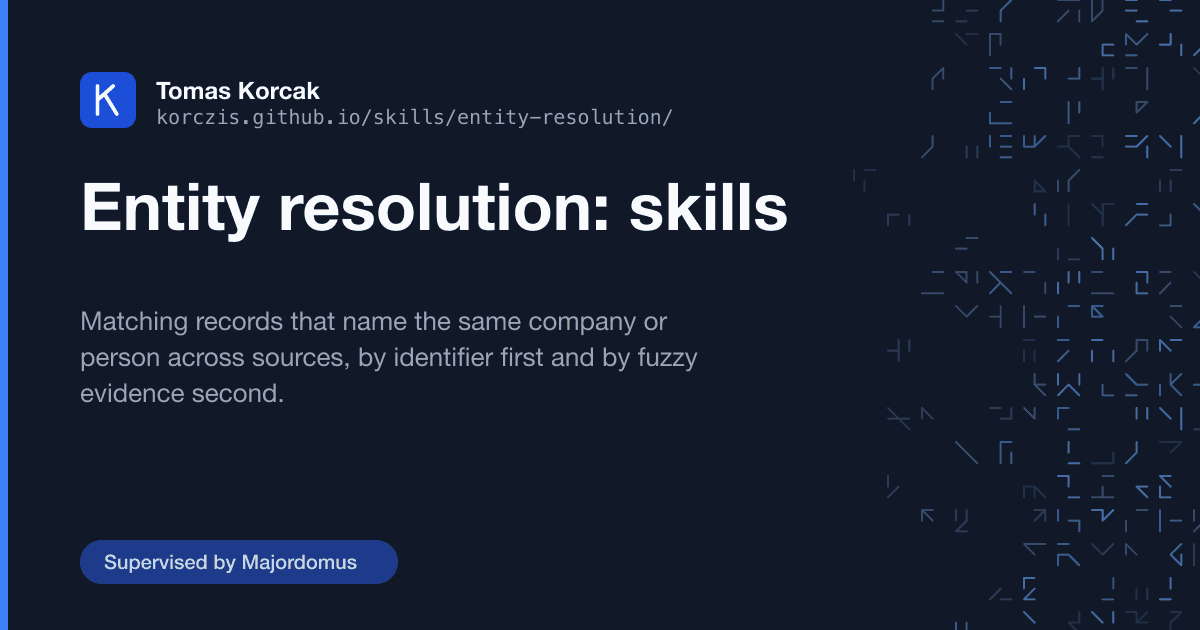 K
Tomas Korcak
korczis.github.io/skills/entity-resolution/
Entity resolution: skills
Matching records that name the same company or
person across sources, by identifier first and by fuzzy
evidence second.
Supervised by Majordomus